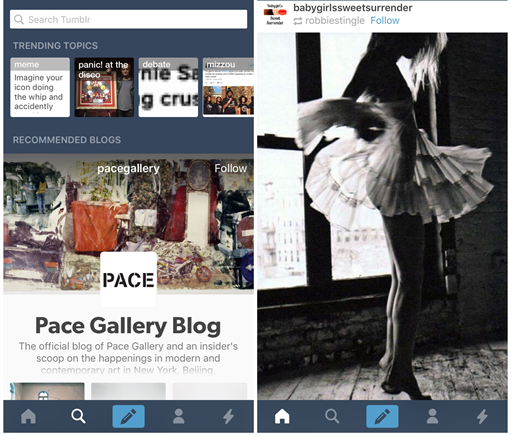 Search Tumblr
TRENDING TOPICS
meme
Imagine your
icon doing
the whip and
accidently
panic! at the
disco
debate
nie Sa
ng crus
mizzou
RECOMMENDED BLOGS
pacegallery
Follow
PACE
Pace Gallery Blog
The official blog of Pace Gallery and an insider's
scoop on the happenings in modern and
contemporary art in New York, Beijing,
babygirlssweetsurrender
robbiestingle Follow
Babygirl's
Sweet
Surrender